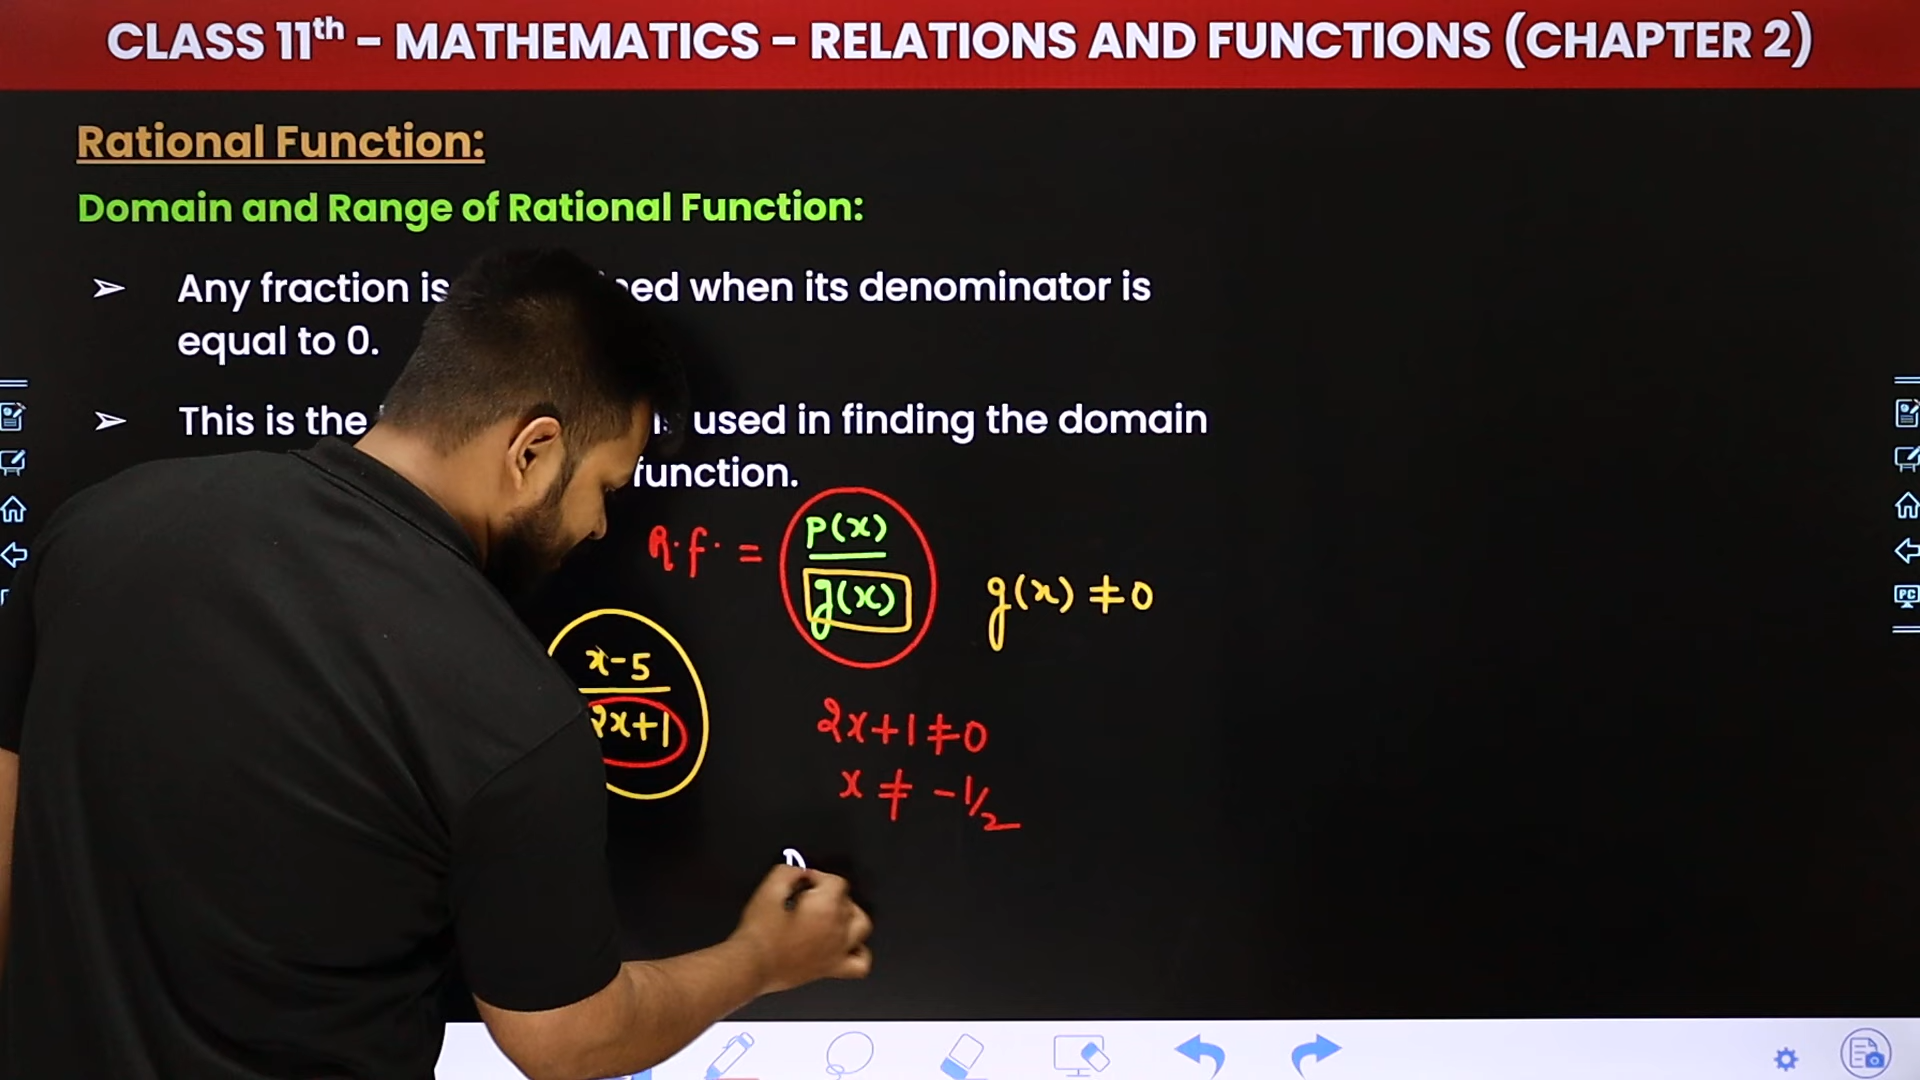 CLASS 11th - MATHEMATICS - RELATIONS AND FUNCTIONS (CHAPTER 2)
Rational Function:
Domain and Range of Rational Function:
➢ Any fraction is ed when its denominator is
equal to 0.
➢ This is the used in finding the domain
function.
R.f. = p(x)/g(x)
g(x) ≠ 0
x-5/2x+1
2x+1≠0
x ≠ -1/2
D
PC